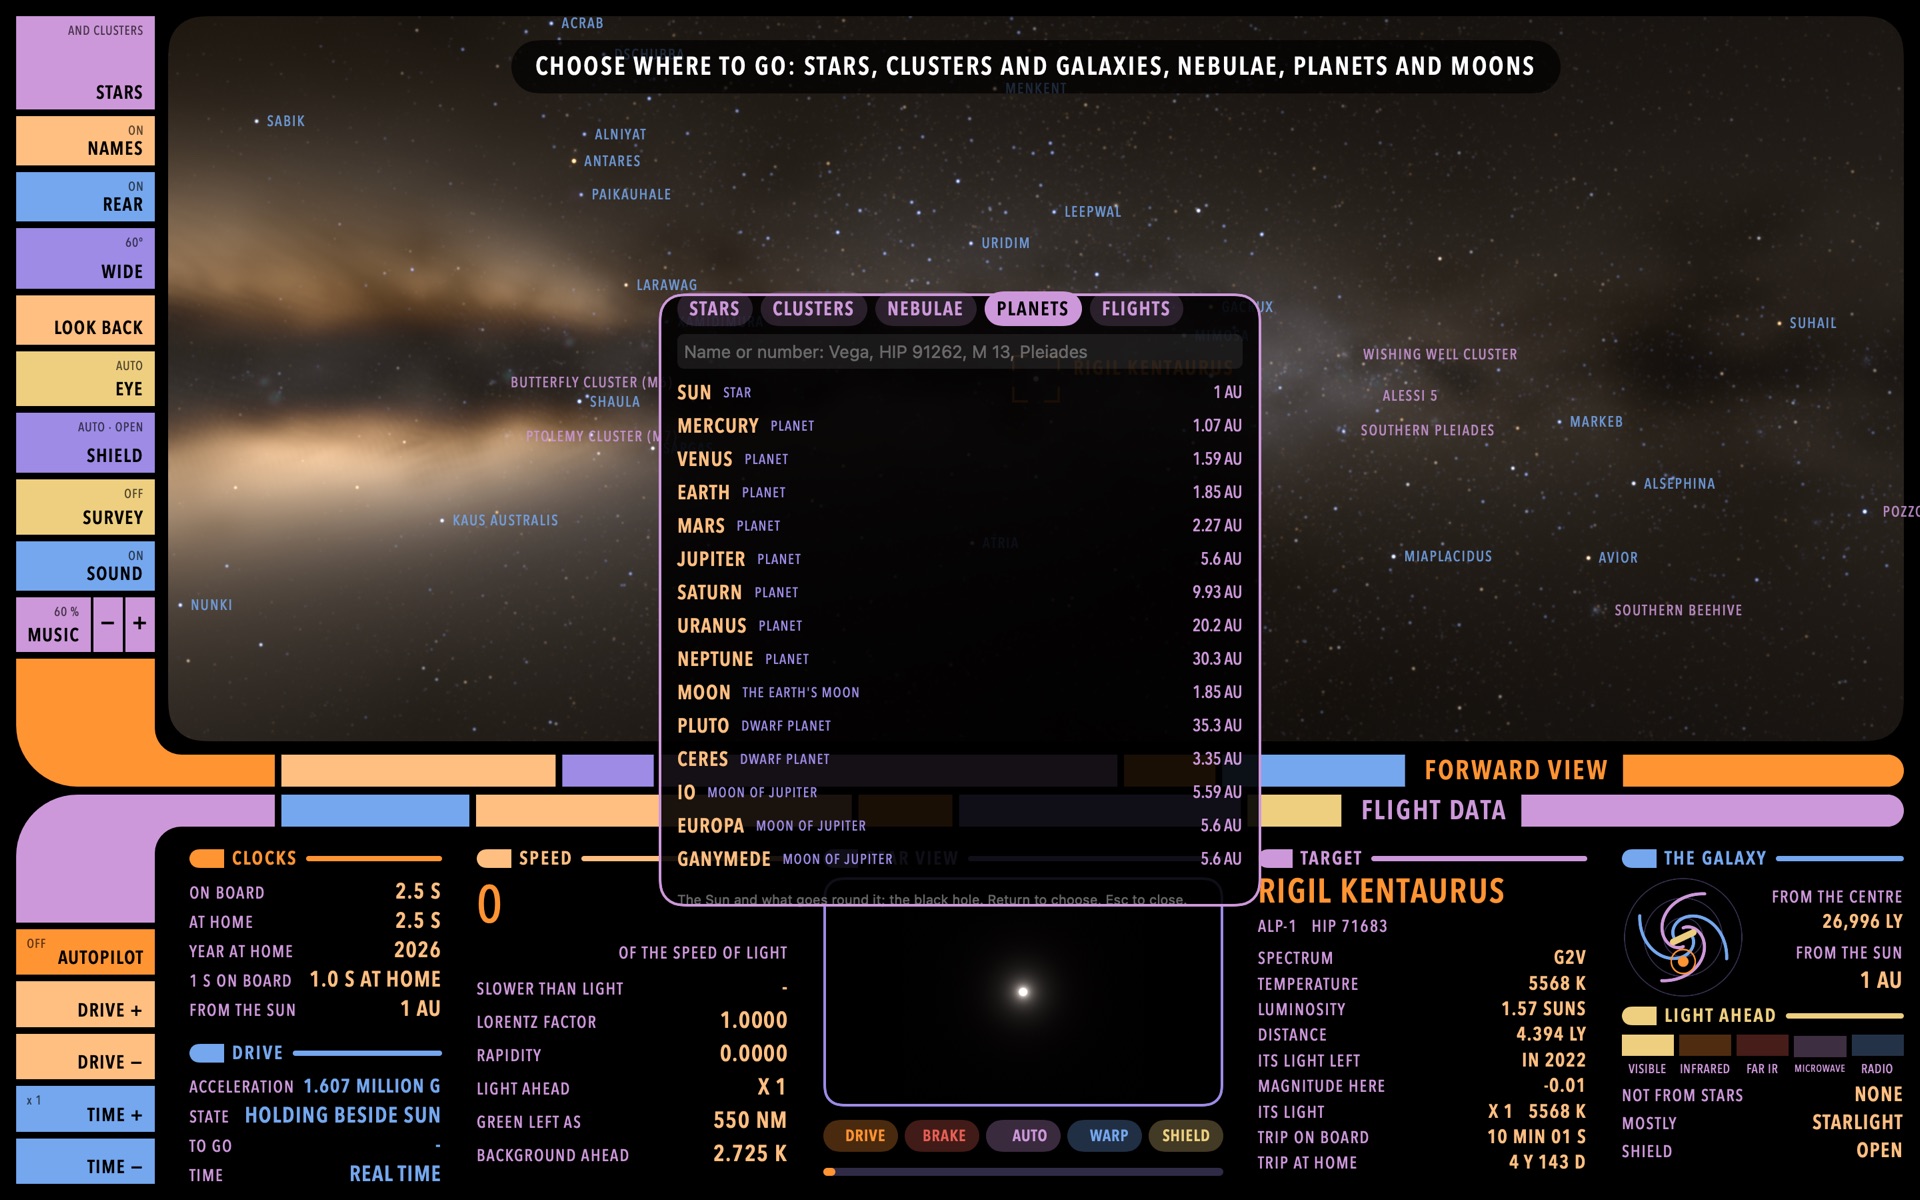 AND CLUSTERS
STARS
ON
NAMES
ON
REAR
60°
WIDE
LOOK BACK
AUTO
EYE
AUTO · OPEN
SHIELD
OFF
SURVEY
ON
SOUND
60 %
MUSIC − +
ACRAB
DSCHUBBA
CHOOSE WHERE TO GO: STARS, CLUSTERS AND GALAXIES, NEBULAE, PLANETS AND MOONS
MENKENT
SABIK
ALNIYAT
ANTARES
PAIKAUHALE
LEEPWAL
URIDIM
LARAWAG
SUHAIL
WISHING WELL CLUSTER
BUTTERFLY CLUSTER (M
SHAULA
ALESSI 5
MARKEB
PTOLEMY CLUSTER (M
SOUTHERN PLEIADES
ALSEPHINA
POZZO
KAUS AUSTRALIS
ATRIA
MIAPLACIDUS
AVIOR
NUNKI
SOUTHERN BEEHIVE
STARS CLUSTERS NEBULAE PLANETS FLIGHTS
Name or number: Vega, HIP 91262, M 13, Pleiades
RIGIL KENTAURUS
SUN STAR 1 AU
MERCURY PLANET 1.07 AU
VENUS PLANET 1.59 AU
EARTH PLANET 1.85 AU
MARS PLANET 2.27 AU
JUPITER PLANET 5.6 AU
SATURN PLANET 9.93 AU
URANUS PLANET 20.2 AU
NEPTUNE PLANET 30.3 AU
MOON THE EARTH'S MOON 1.85 AU
PLUTO DWARF PLANET 35.3 AU
CERES DWARF PLANET 3.35 AU
IO MOON OF JUPITER 5.59 AU
EUROPA MOON OF JUPITER 5.6 AU
GANYMEDE MOON OF JUPITER 5.6 AU
The Sun and what goes round it; the black hole. Return to choose, Esc to close.
FORWARD VIEW
FLIGHT DATA
OFF
AUTOPILOT
DRIVE +
DRIVE −
x 1
TIME +
TIME −
CLOCKS
ON BOARD 2.5 S
AT HOME 2.5 S
YEAR AT HOME 2026
1 S ON BOARD 1.0 S AT HOME
FROM THE SUN 1 AU
DRIVE
ACCELERATION 1.607 MILLION G
STATE HOLDING BESIDE SUN
TO GO -
TIME REAL TIME
SPEED
0
OF THE SPEED OF LIGHT
SLOWER THAN LIGHT -
LORENTZ FACTOR 1.0000
RAPIDITY 0.0000
LIGHT AHEAD X 1
GREEN LEFT AS 550 NM
BACKGROUND AHEAD 2.725 K
VIEW
DRIVE BRAKE AUTO WARP SHIELD
TARGET
RIGIL KENTAURUS
ALP-1 HIP 71683
SPECTRUM G2V
TEMPERATURE 5568 K
LUMINOSITY 1.57 SUNS
DISTANCE 4.394 LY
ITS LIGHT LEFT IN 2022
MAGNITUDE HERE -0.01
ITS LIGHT X 1 5568 K
TRIP ON BOARD 10 MIN 01 S
TRIP AT HOME 4 Y 143 D
THE GALAXY
FROM THE CENTRE
26,996 LY
FROM THE SUN
1 AU
LIGHT AHEAD
VISIBLE INFRARED FAR IR MICROWAVE RADIO
NOT FROM STARS NONE
MOSTLY STARLIGHT
SHIELD OPEN